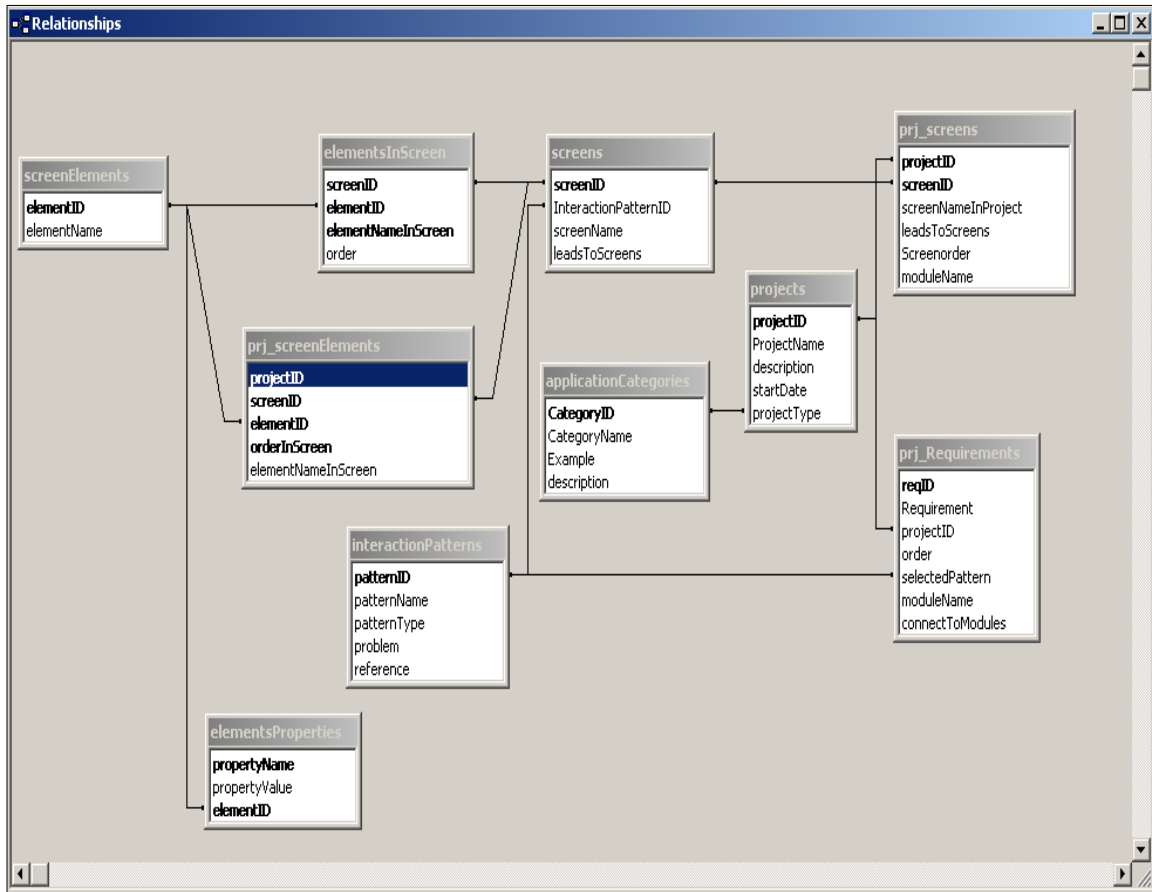 Relationships
screenElements
elementID
elementName
elementsInScreen
screenID
elementID
elementNameInScreen
order
screens
screenID
InteractionPatternID
screenName
leadsToScreens
prj_screens
projectID
screenID
screenNameInProject
leadsToScreens
Screenorder
moduleName
projects
projectID
ProjectName
description
startDate
projectType
prj_screenElements
projectID
screenID
elementID
orderInScreen
elementNameInScreen
applicationCategories
CategoryID
CategoryName
Example
description
prj_Requirements
reqID
Requirement
projectID
order
selectedPattern
moduleName
connectToModules
interactionPatterns
patternID
patternName
patternType
problem
reference
elementsProperties
propertyName
propertyValue
elementID